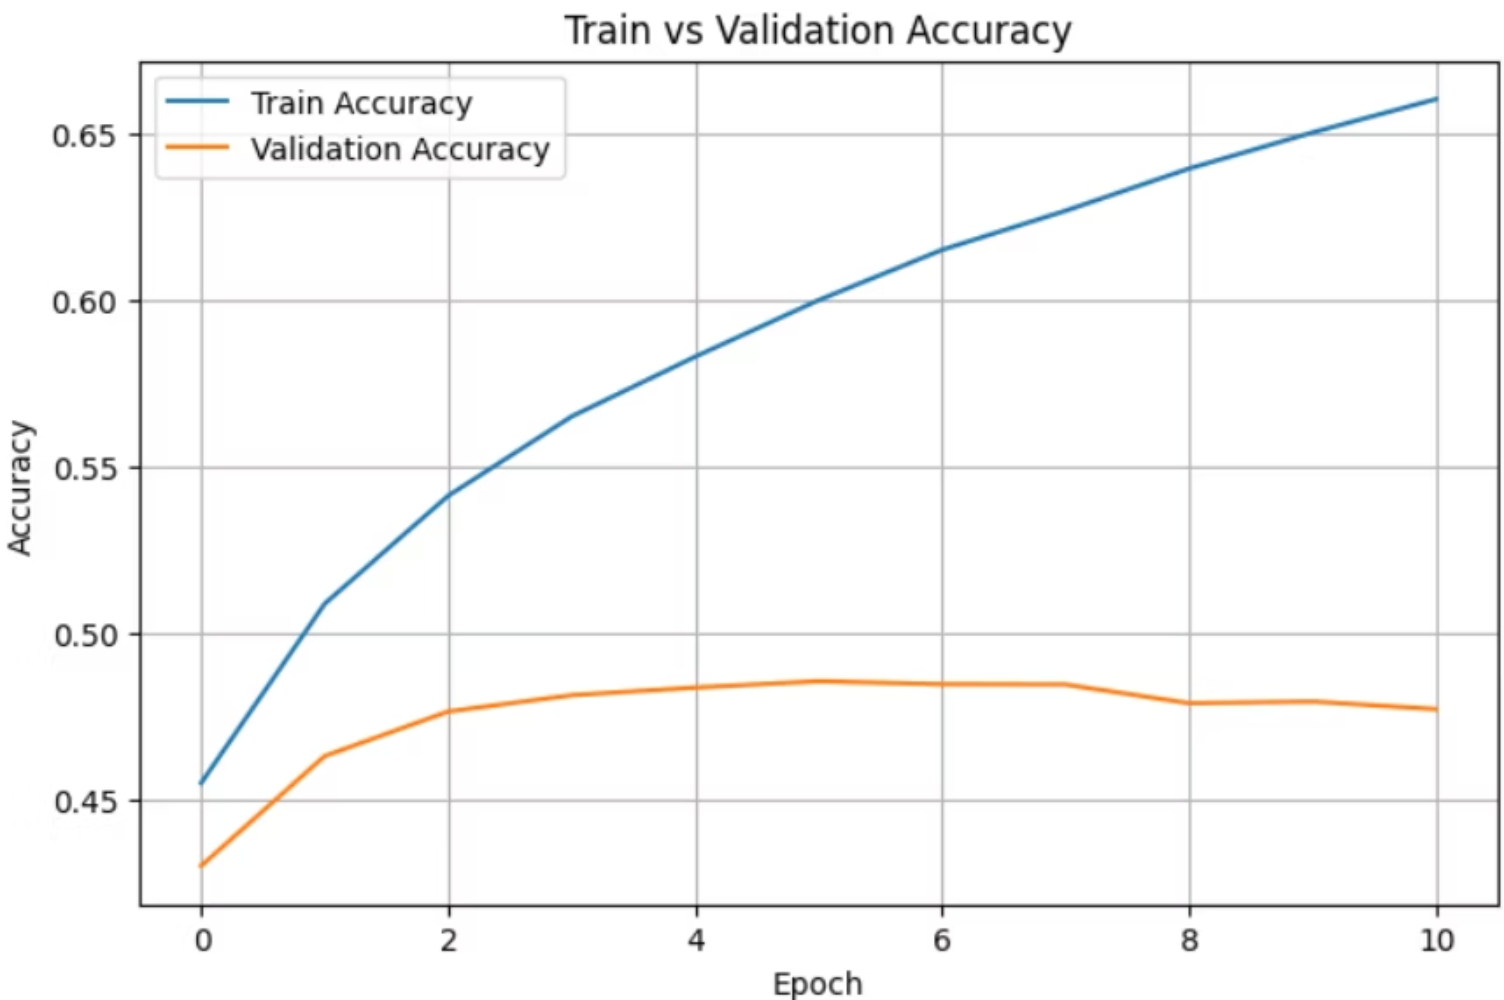 Train vs Validation Accuracy
Train Accuracy
Validation Accuracy
0.65
0.60
0.55
0.50
0.45
Accuracy
0 2 4 6 8 10
Epoch